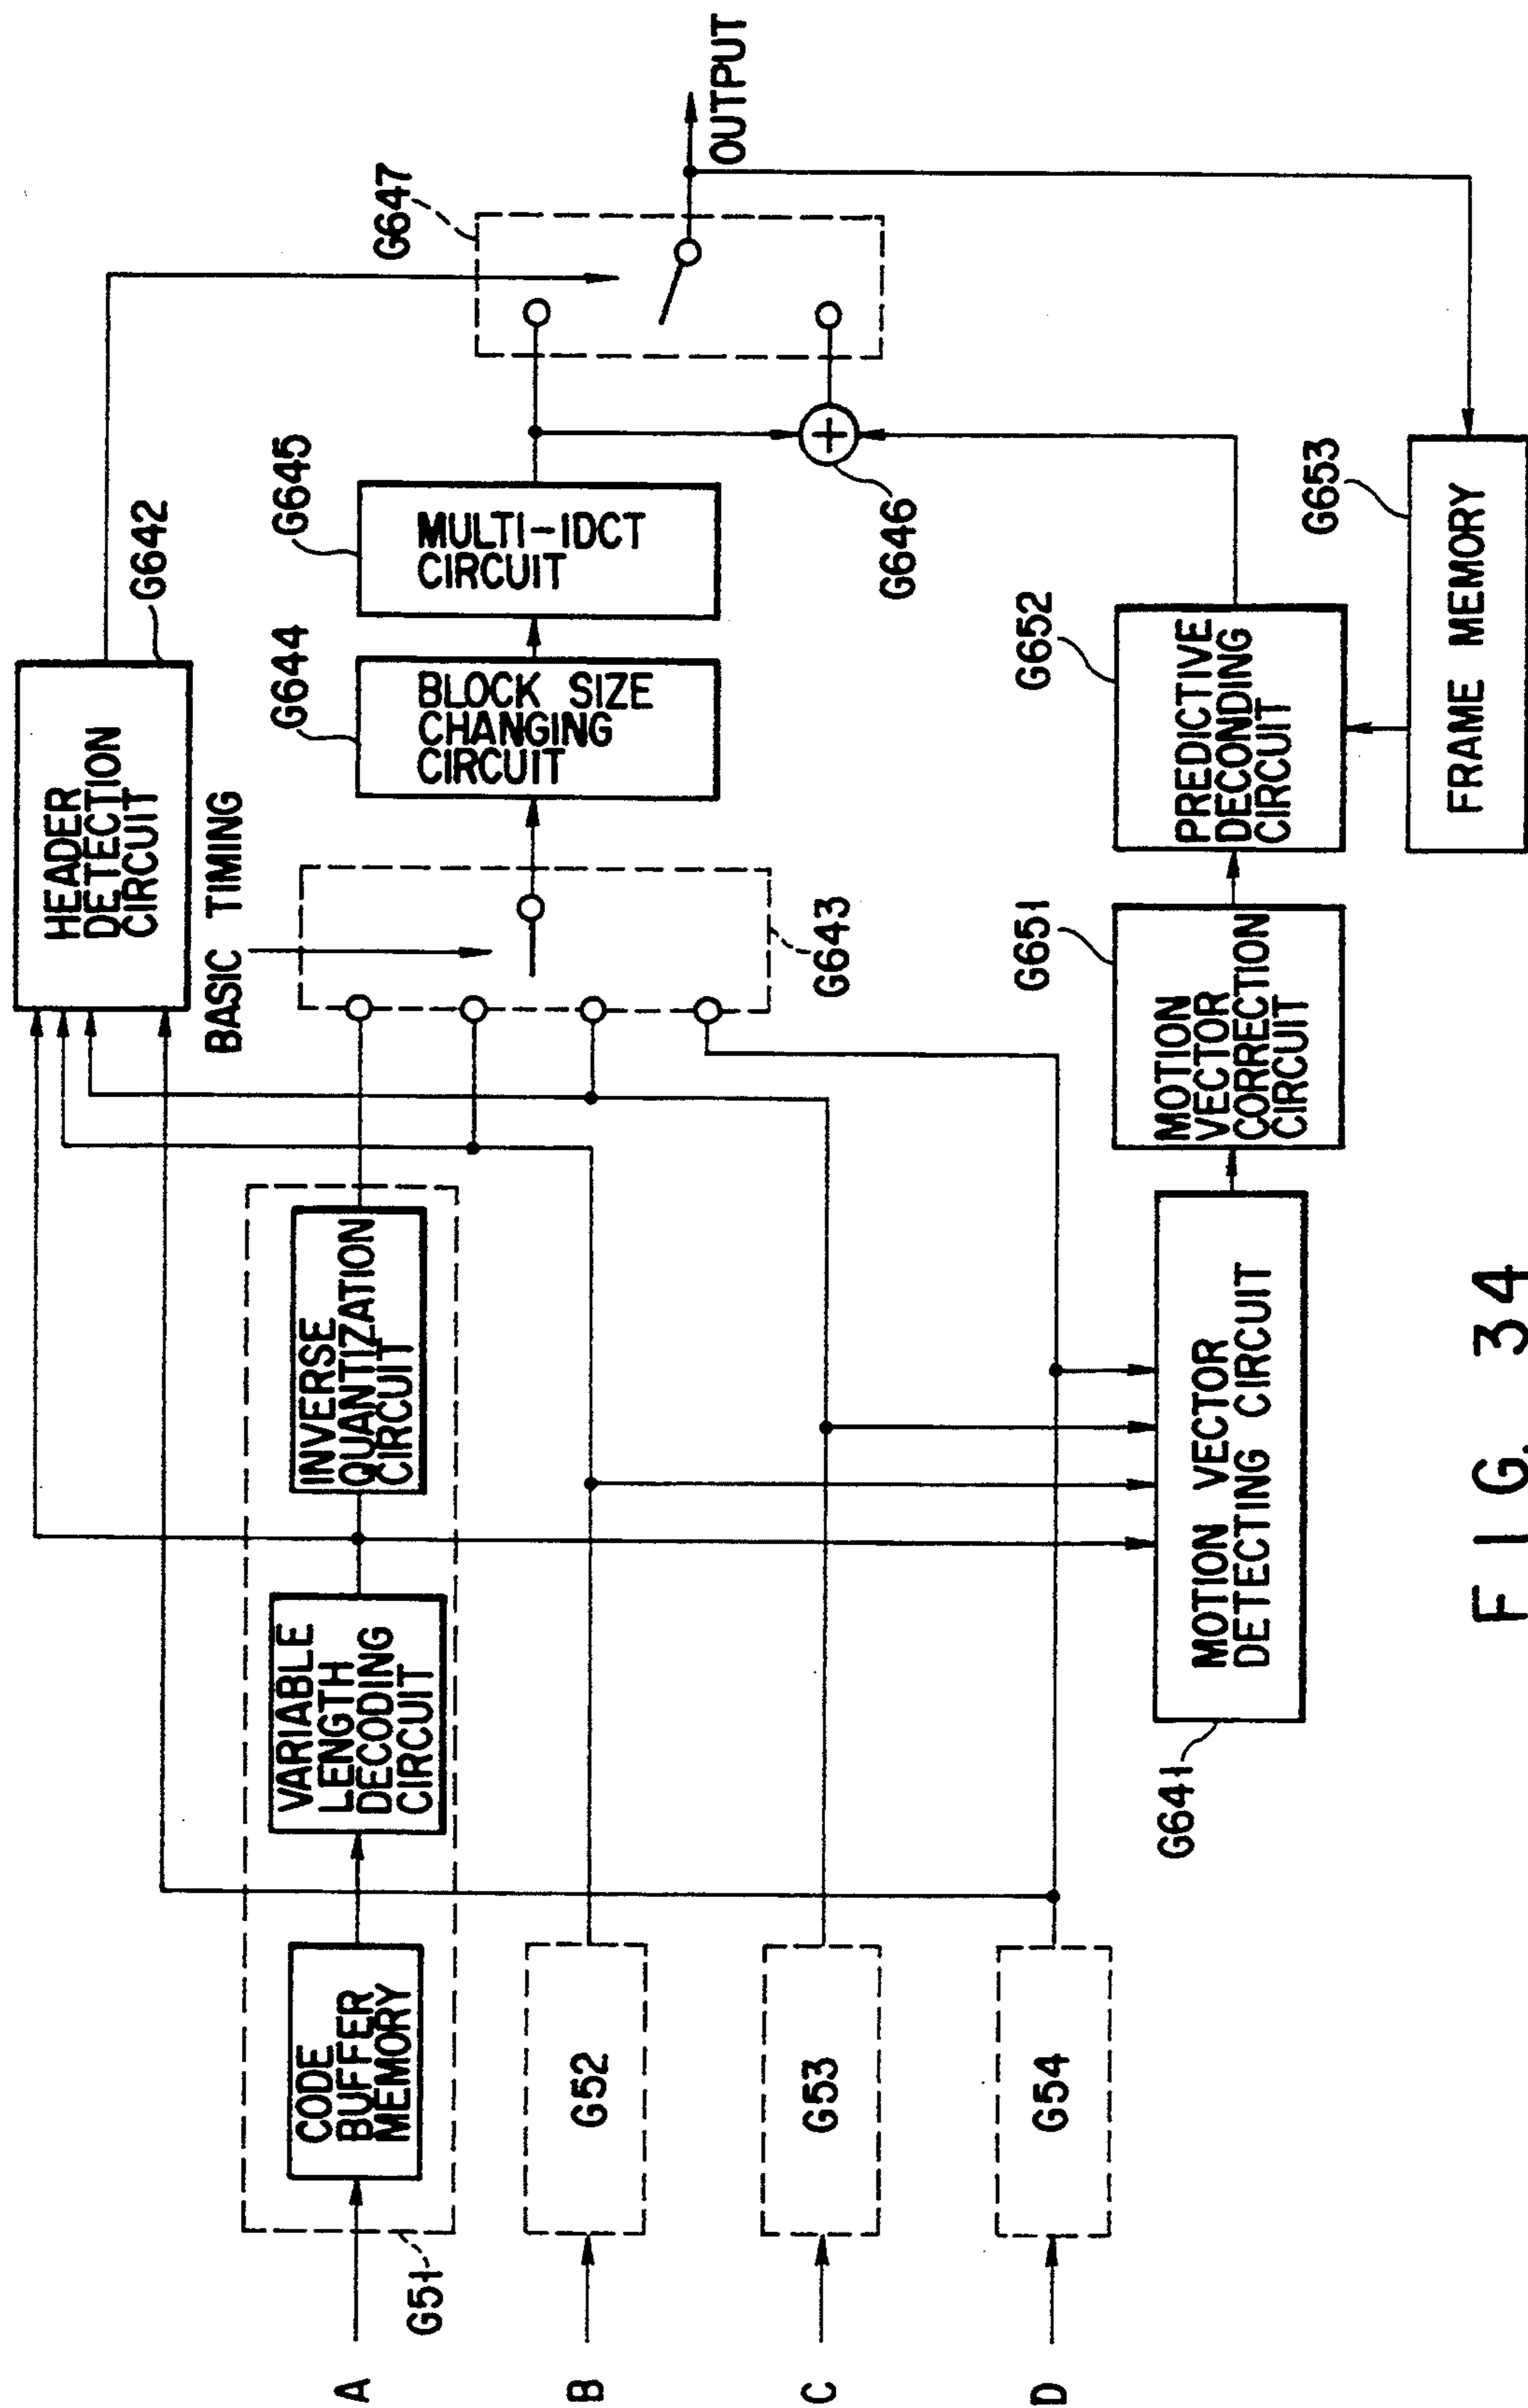 HEADER
DETECTION
CIRCUIT
G642
G647
OUTPUT
BASIC TIMING
G644
G645
A
G51
CODE
BUFFER
MEMORY
VARIABLE
LENGTH
DECODING
CIRCUIT
INVERSE
QUANTIZATION
CIRCUIT
BLOCK SIZE
CHANGING
CIRCUIT
MULTI-IDCT
CIRCUIT
G643
B
G52
G646
C
G53
+
D
G54
G641
MOTION VECTOR
DETECTING CIRCUIT
G651
MOTION
VECTOR
CORRECTION
CIRCUIT
G652
PREDICTIVE
DECONDING
CIRCUIT
G653
FRAME MEMORY
FIG. 34